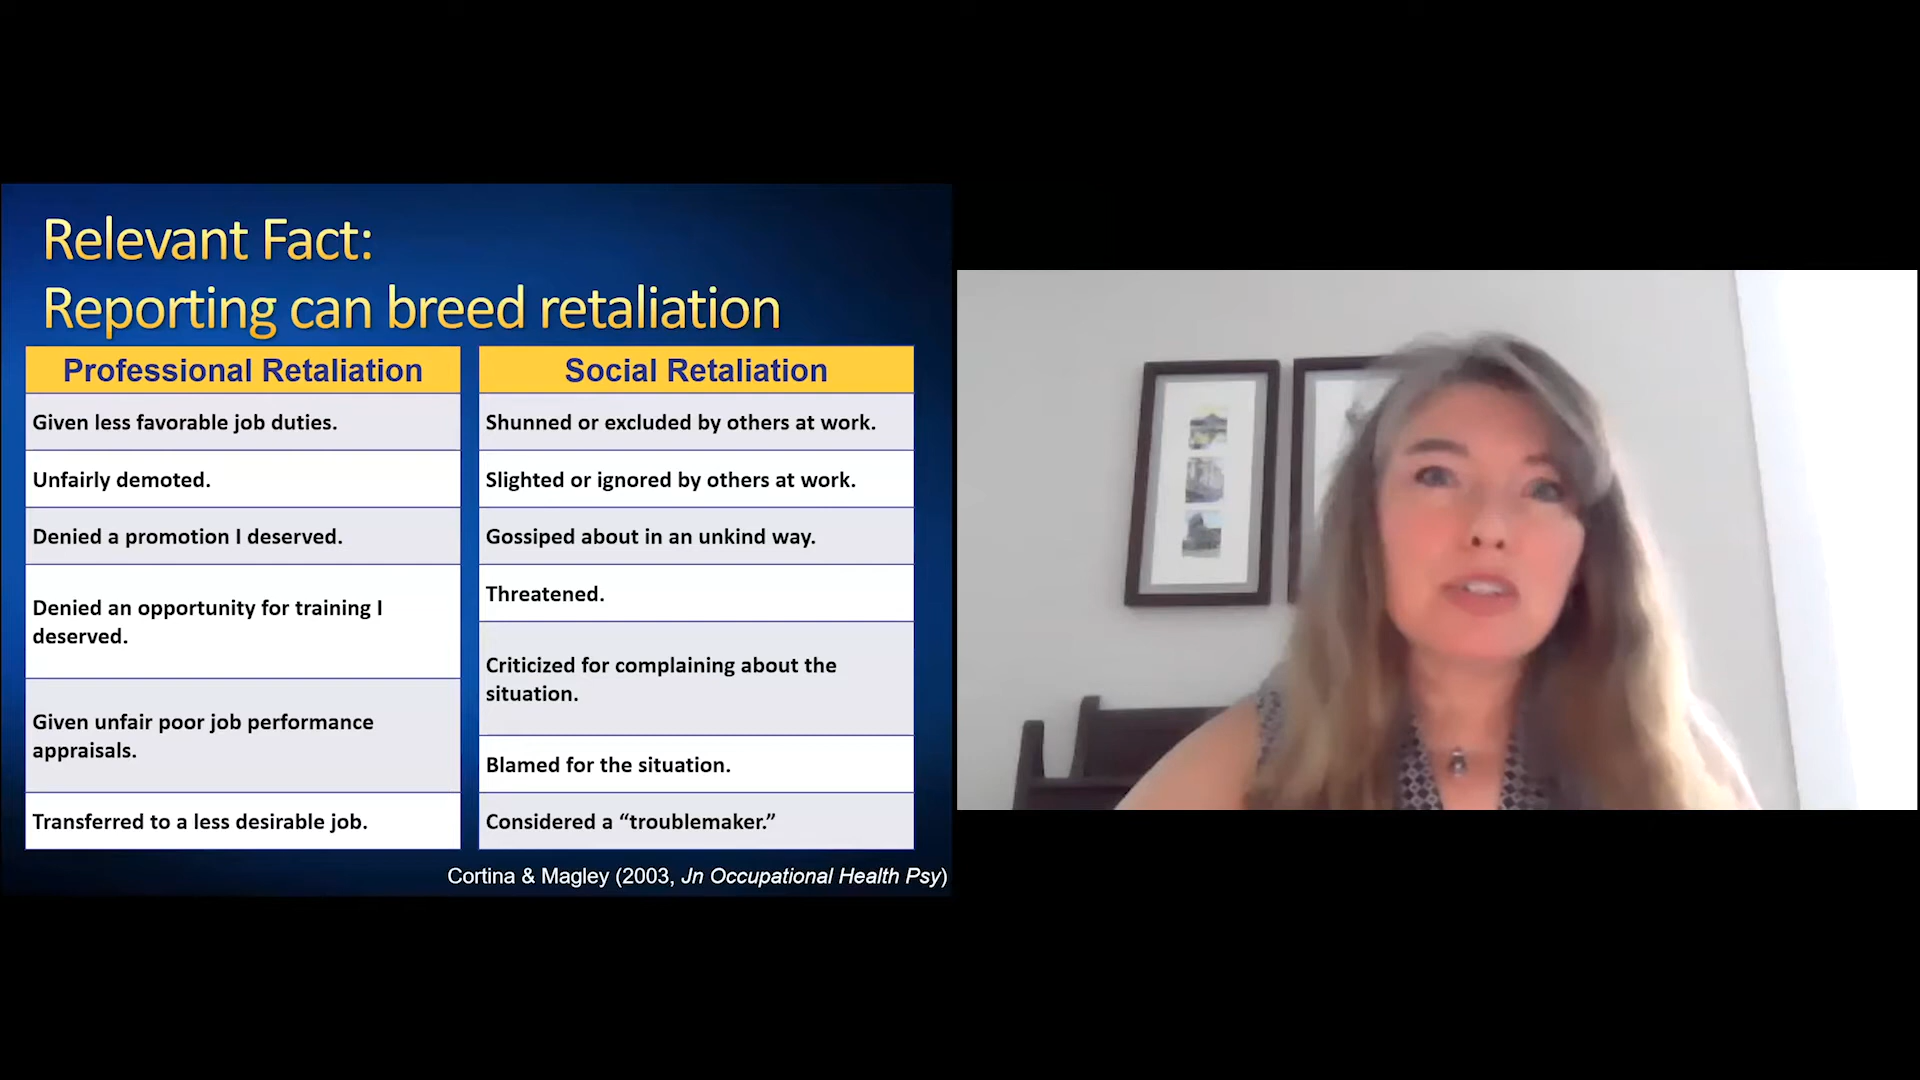 Relevant Fact:
Reporting can breed retaliation
Professional Retaliation
Given less favorable job duties.
Unfairly demoted.
Denied a promotion I deserved.
Denied an opportunity for training I
deserved.
Given unfair poor job performance
appraisals.
Transferred to a less desirable job.
Social Retaliation
Shunned or excluded by others at work.
Slighted or ignored by others at work.
Gossiped about in an unkind way.
Threatened.
Criticized for complaining about the
situation.
Blamed for the situation.
Considered a “troublemaker.”
Cortina & Magley (2003, Jn Occupational Health Psy)